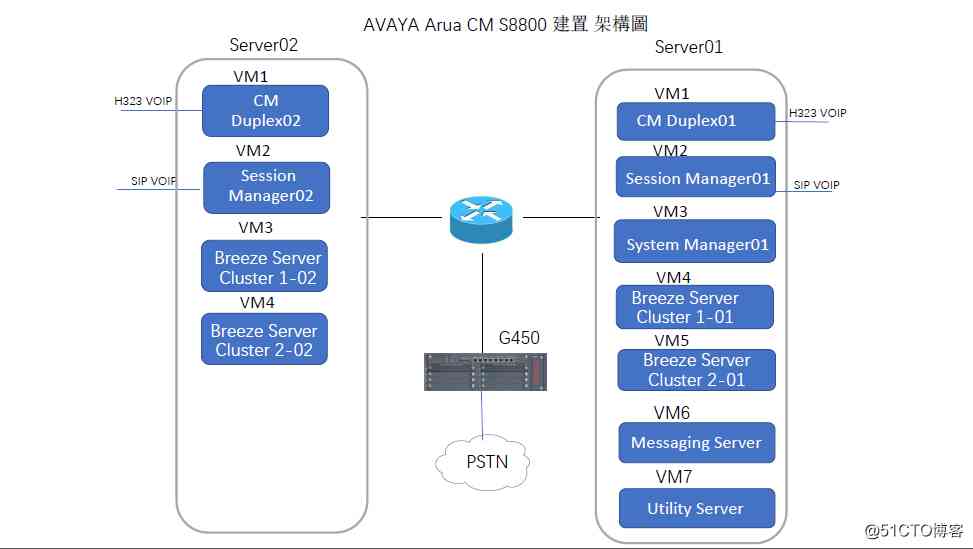 AVAYA Arua CM S8800 建置 架構圖
Server02
VM1
H323 VOIP
CM
Duplex02
VM2
SIP VOIP
Session
Manager02
VM3
Breeze Server
Cluster 1-02
VM4
Breeze Server
Cluster 2-02
G450
PSTN
Server01
VM1
CM Duplex01
H323 VOIP
VM2
Session Manager01
SIP VOIP
VM3
System Manager01
VM4
Breeze Server
Cluster 1-01
VM5
Breeze Server
Cluster 2-01
VM6
Messaging Server
VM7
Utility Server
@51CTO博客